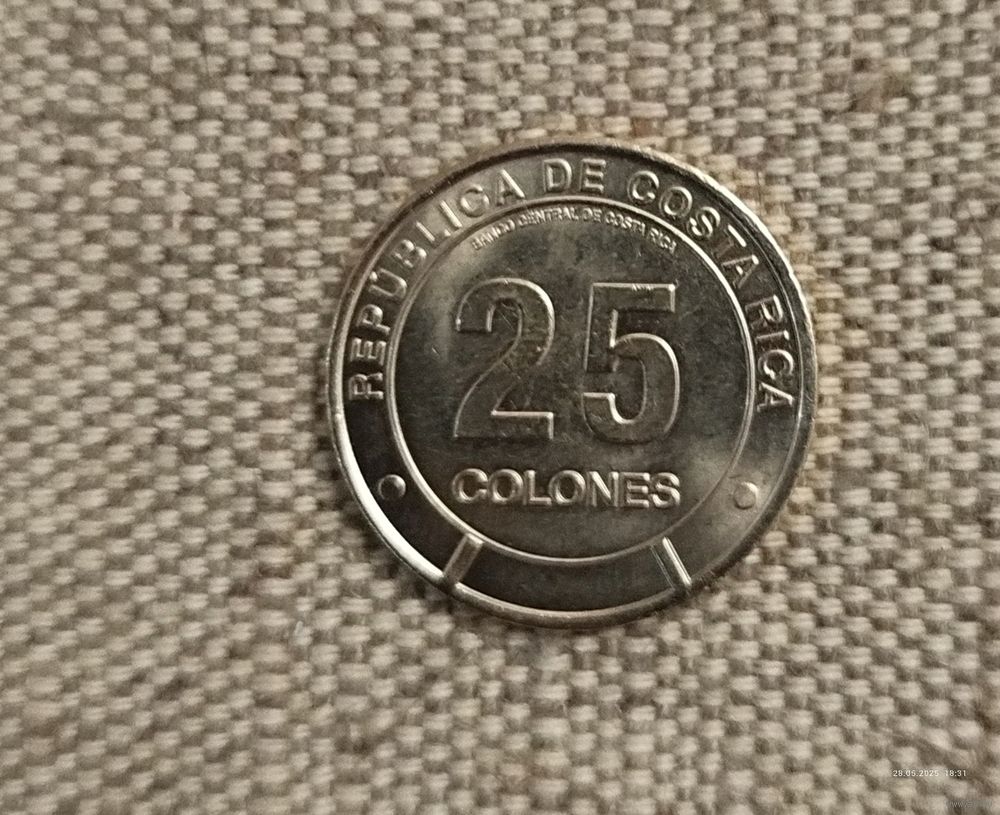 REPÚBLICA DE COSTA RICA
BANCO CENTRAL DE COSTA RICA
25
COLONES
28.05.2025 18:31